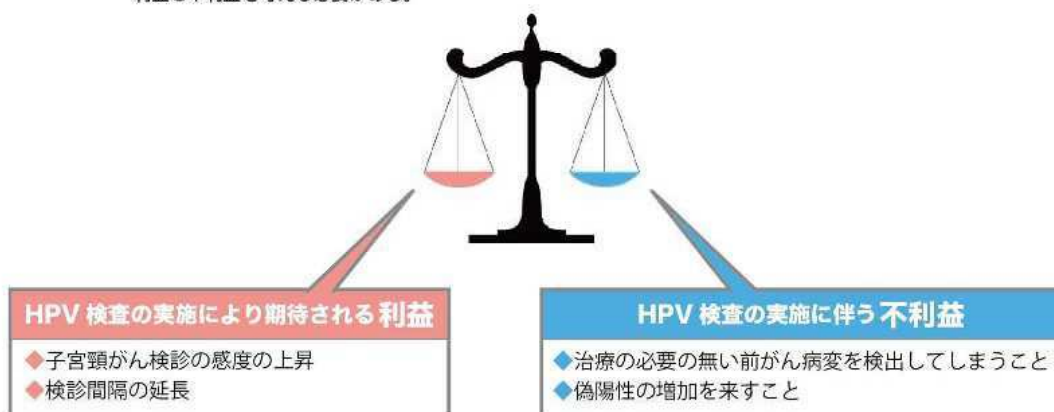 HPV 検査の実施により期待される利益
◆子宮頸がん検診の感度の上昇
◆検診間隔の延長
HPV 検査の実施に伴う不利益
◆治療の必要の無い前がん病変を検出してしまうこと
◆偽陽性の増加を来すこと